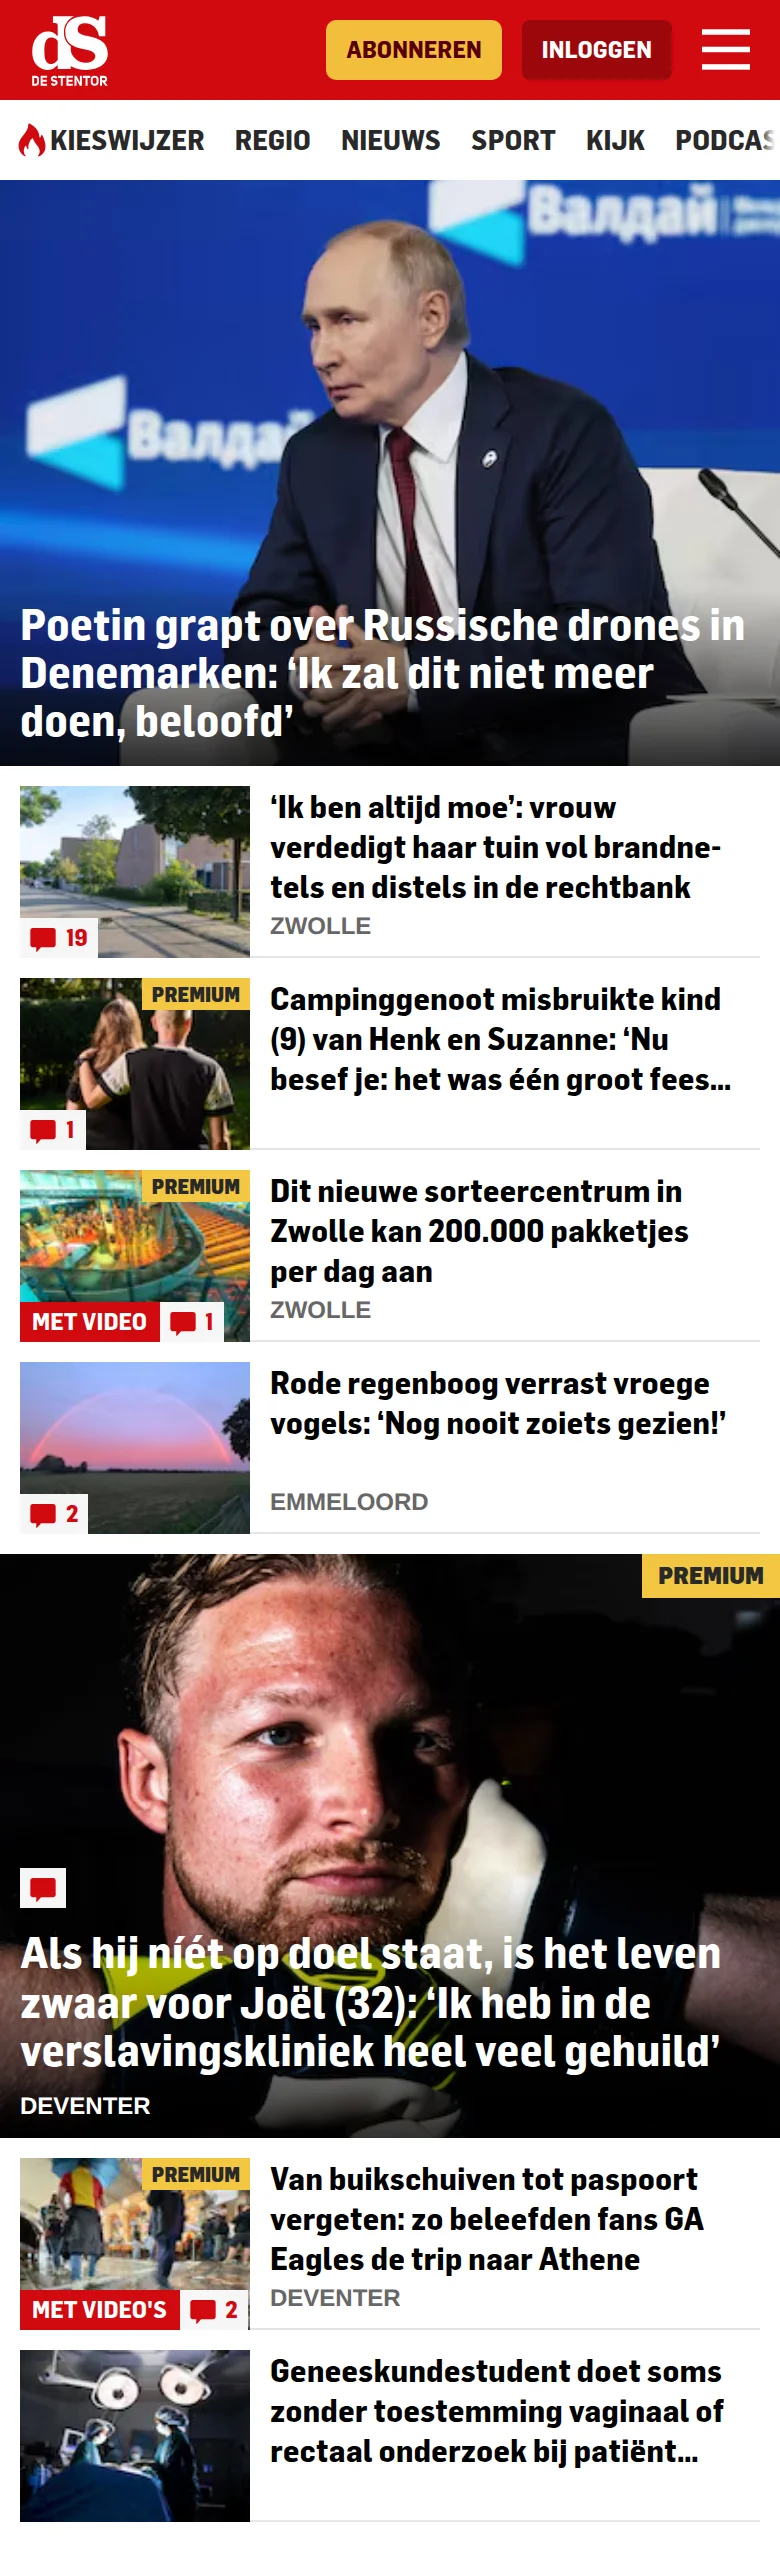 dS
DE STENTOR
ABONNEREN
INLOGGEN
KIESWIJZER REGIO NIEUWS SPORT KIJK PODCAS
Валдай
Валдай
Poetin grapt over Russische drones in
Denemarken: ‘Ik zal dit niet meer
doen, beloofd’
‘Ik ben altijd moe’: vrouw
verdedigt haar tuin vol brandne-
tels en distels in de rechtbank
ZWOLLE
19
PREMIUM
Campinggenoot misbruikte kind
(9) van Henk en Suzanne: ‘Nu
besef je: het was één groot fees...
1
PREMIUM
Dit nieuwe sorteercentrum in
Zwolle kan 200.000 pakketjes
per dag aan
ZWOLLE
MET VIDEO
1
Rode regenboog verrast vroege
vogels: ‘Nog nooit zoiets gezien!’
EMMELOORD
2
PREMIUM
Als hij níét op doel staat, is het leven
zwaar voor Joël (32): ‘Ik heb in de
verslavingskliniek heel veel gehuild’
DEVENTER
PREMIUM
Van buikschuiven tot paspoort
vergeten: zo beleefden fans GA
Eagles de trip naar Athene
DEVENTER
MET VIDEO'S
2
Geneeskundestudent doet soms
zonder toestemming vaginaal of
rectaal onderzoek bij patiënt...